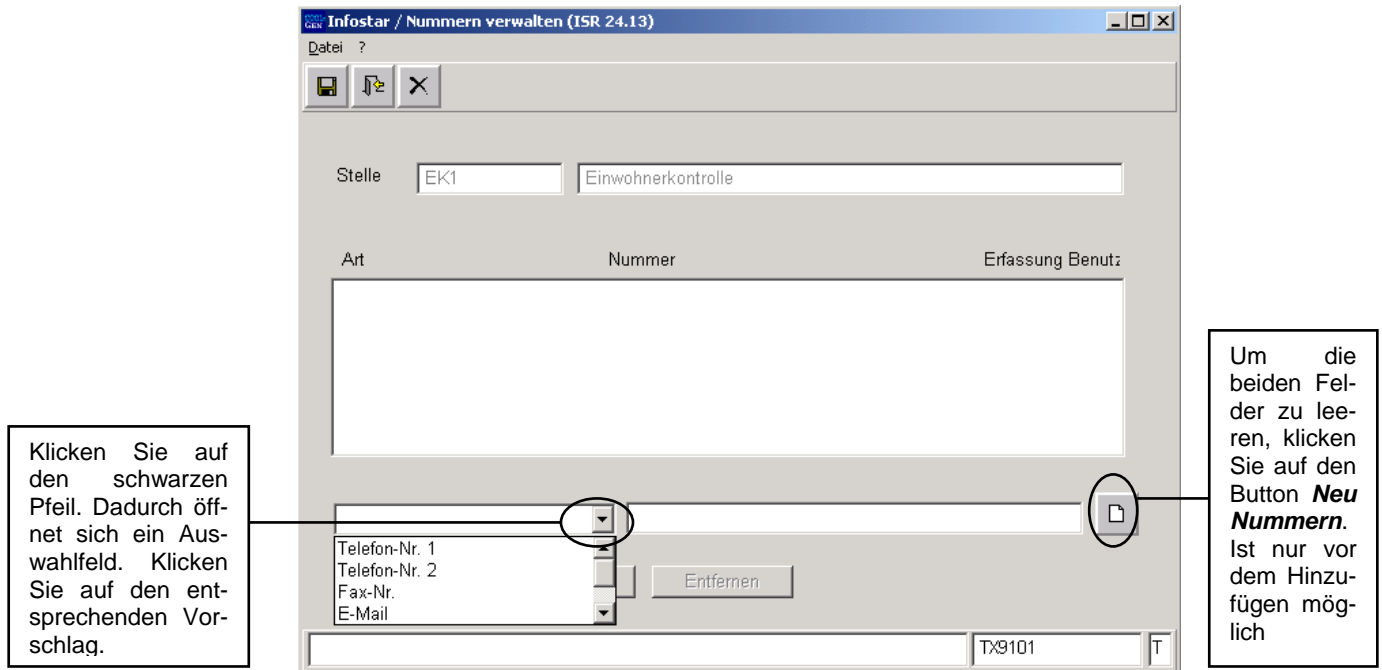 GEN
Infostar / Nummern verwalten (ISR 24.13)
Datei ?
Stelle EK1 Einwohnerkontrolle
Art Nummer Erfassung Benutz
Telefon-Nr. 1
Telefon-Nr. 2
Fax-Nr.
E-Mail
Entfernen
TX9101 T
Klicken Sie auf
den schwarzen
Pfeil. Dadurch öff-
net sich ein Aus-
wahlfeld. Klicken
Sie auf den ent-
sprechenden Vor-
schlag.
Um die
beiden Fel-
der zu lee-
ren, klicken
Sie auf den
Button Neu
Nummern.
Ist nur vor
dem Hinzu-
fügen mög-
lich